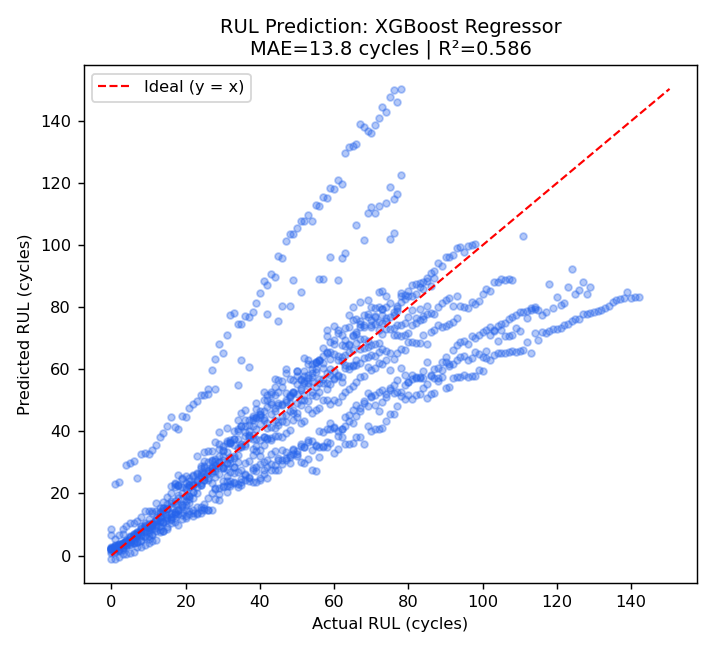 RUL Prediction: XGBoost Regressor
MAE=13.8 cycles | R²=0.586
Ideal (y = x)
Predicted RUL (cycles)
140
120
100
80
60
40
20
0
0 20 40 60 80 100 120 140
Actual RUL (cycles)